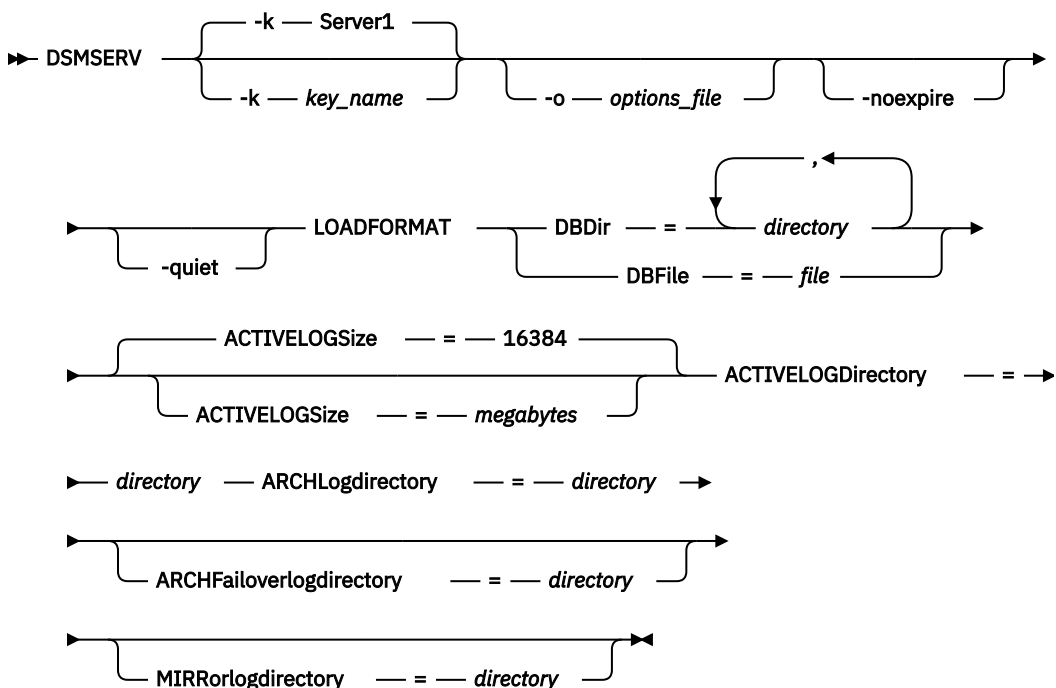 -k Server1
DSMSERV
-k key_name
-o options_file
-noexpire
,
-quiet
LOADFORMAT
DBDir = directory
DBFile = file
ACTIVELOGSize = 16384
ACTIVELOGSize = megabytes
ACTIVELOGDirectory =
directory ARCHLogdirectory = directory
ARCHFailoverlogdirectory = directory
MIRRorlogdirectory = directory